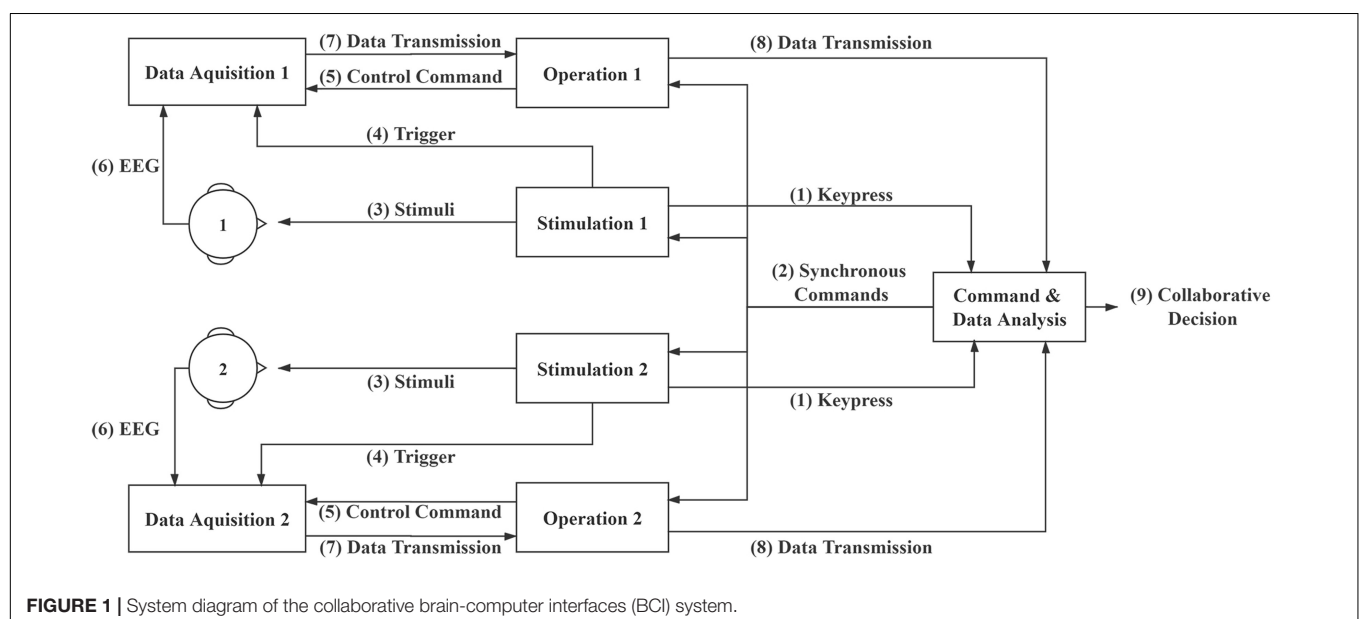 (7) Data Transmission
(8) Data Transmission
Data Aquisition 1
Operation 1
(5) Control Command
(4) Trigger
(6) EEG
1
(3) Stimuli
Stimulation 1
(1) Keypress
(2) Synchronous
Commands
Command &
Data Analysis
(9) Collaborative
Decision
2
(3) Stimuli
Stimulation 2
(1) Keypress
(6) EEG
(4) Trigger
Data Aquisition 2
(5) Control Command
Operation 2
(7) Data Transmission
(8) Data Transmission
FIGURE 1 | System diagram of the collaborative brain-computer interfaces (BCI) system.